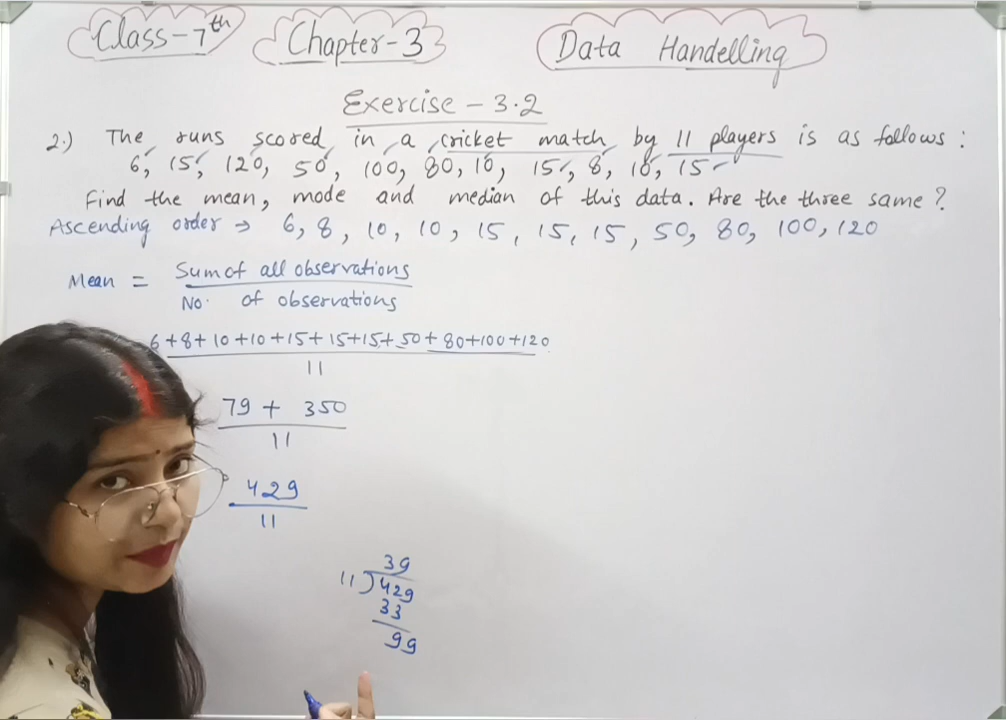 Class-7th Chapter-3 Data Handelling
Exercise - 3.2
2.) The runs scored in a cricket match by 11 players is as follows :
6, 15, 120, 50, 100, 80, 10, 15, 8, 10, 15
Find the mean, mode and median of this data. Are the three same ?
Ascending order → 6, 8, 10, 10, 15, 15, 15, 50, 80, 100, 120
Mean = Sum of all observations
No. of observations
6+8+10+10+15+15+15+50+80+100+120
11
79 + 350
11
429
11
39
11)429
33
99